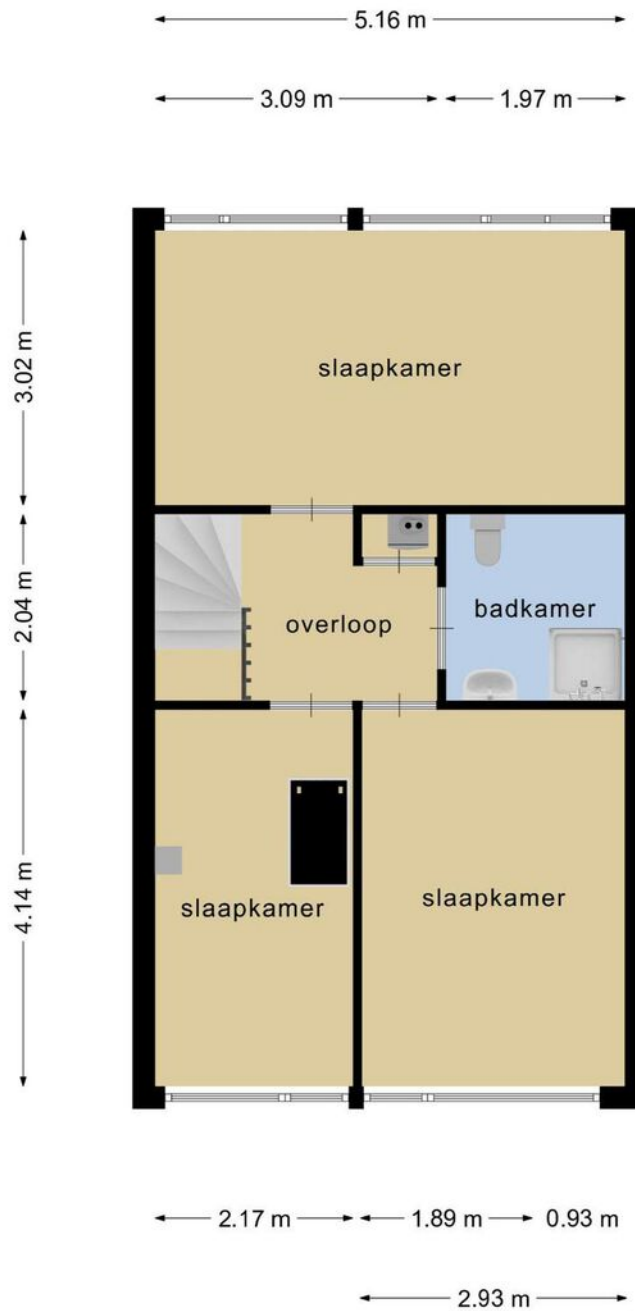 5.16 m
3.09 m
1.97 m
3.02 m
slaapkamer
2.04 m
overloop
badkamer
4.14 m
slaapkamer
slaapkamer
2.17 m
1.89 m
0.93 m
2.93 m